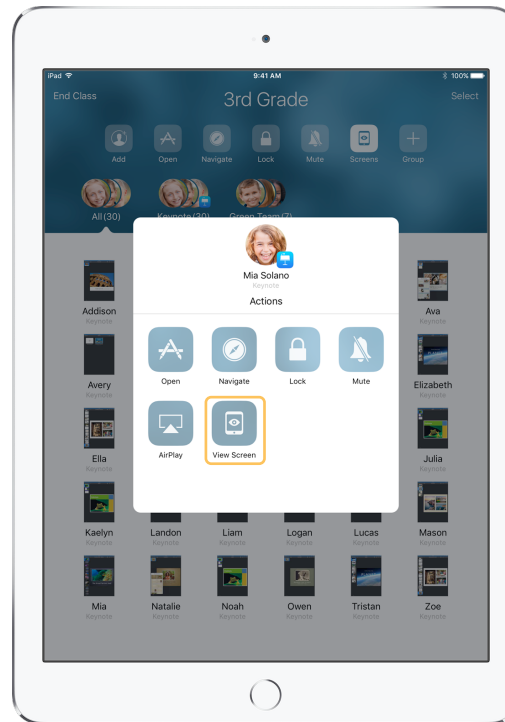 iPad 9:41 AM 100%
End Class 3rd Grade Select
Add Open Navigate Lock Mute Screens Group
All (30) Keynote (30) Green Team (7)
Mia Solano
Keynote
Actions
Open Navigate Lock Mute
AirPlay View Screen
Addison Ava
Keynote Keynote
Avery Elizabeth
Keynote Keynote
Ella Julia
Keynote Keynote
Kaelyn Landon Liam Logan Lucas Mason
Keynote Keynote Keynote Keynote Keynote Keynote
Mia Natalie Noah Owen Tristan Zoe
Keynote Keynote Keynote Keynote Keynote Keynote